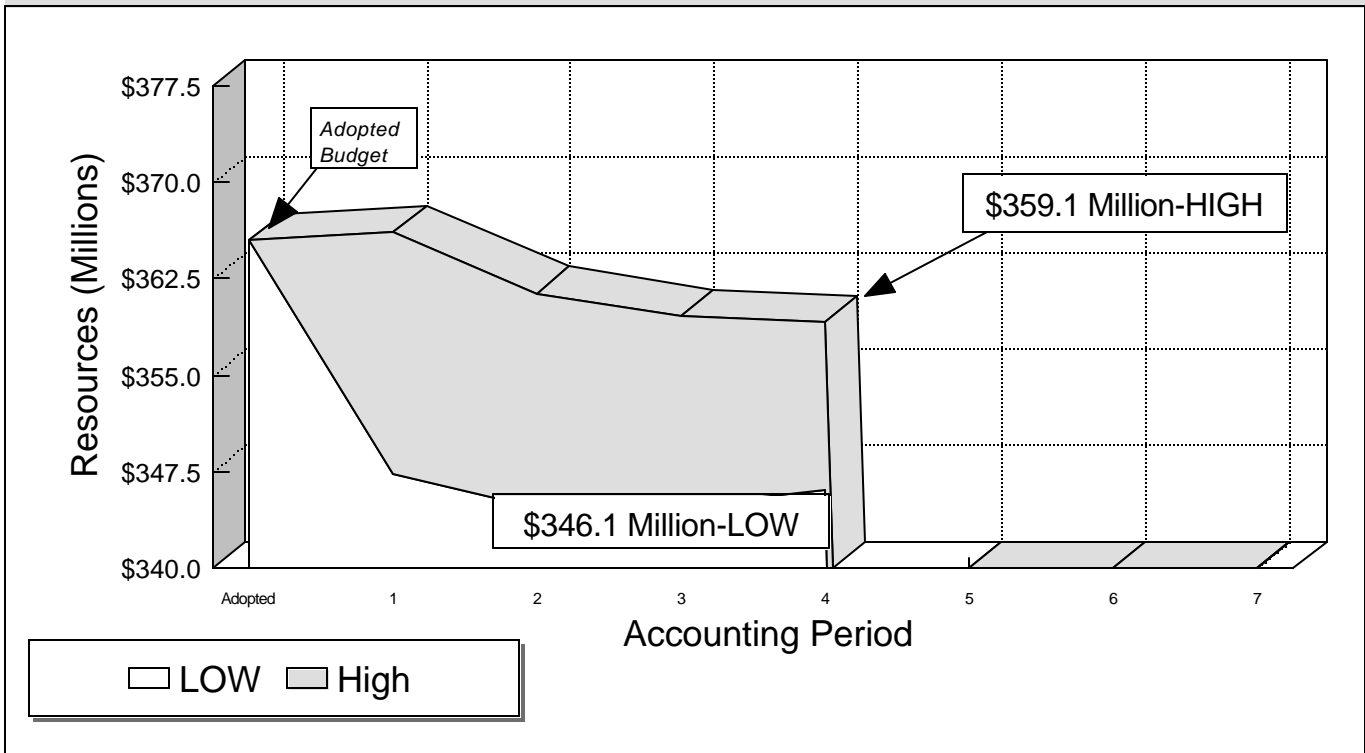 $377.5
$370.0
$362.5
$355.0
$347.5
$340.0
Resources (Millions)
Adopted
Budget
$359.1 Million-HIGH
$346.1 Million-LOW
Adopted 1 2 3 4 5 6 7
Accounting Period
LOW High